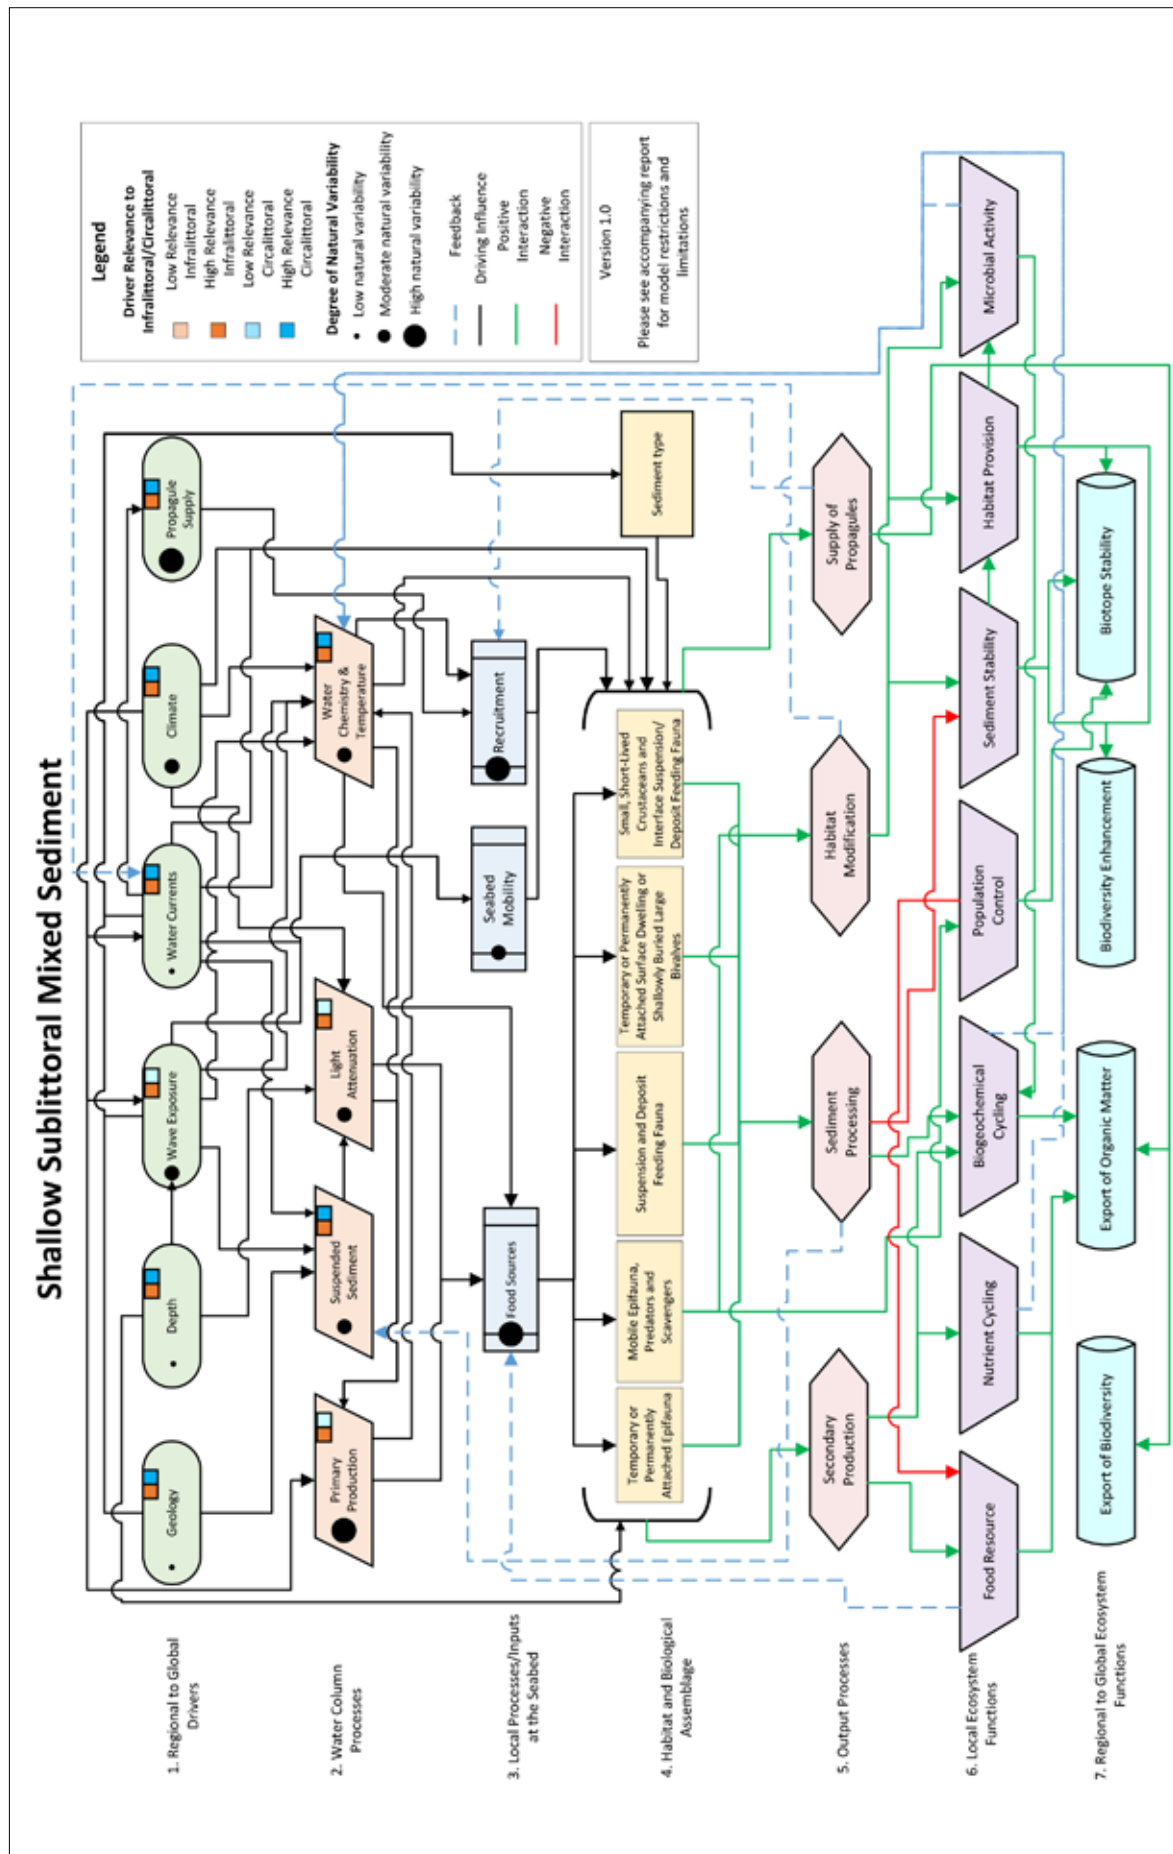 Shallow Sublittoral Mixed Sediment
Legend
Driver Relevance to
Infralittoral/Circalittoral
Low Relevance
Infralittoral
High Relevance
Infralittoral
Low Relevance
Circalittoral
High Relevance
Circalittoral
Degree of Natural Variability
Low natural variability
Moderate natural variability
High natural variability
Feedback
Driving Influence
Positive
Interaction
Negative
Interaction
Version 1.0
Please see accompanying report
for model restrictions and
limitations
1. Regional to Global
Drivers
Geology
Depth
Wave Exposure
Water Currents
Climate
Propagule
Supply
2. Water Column
Processes
Primary
Production
Suspended
Sediment
Light
Attenuation
Water
Chemistry &
Temperature
3. Local Processes/Inputs
at the Seabed
Food Sources
Seabed
Mobility
Recruitment
4. Habitat and Biological
Assemblage
Temporary or
Permanently
Attached Epifauna
Mobile Epifauna,
Predators and
Scavengers
Suspension and Deposit
Feeding Fauna
Temporary or Permanently
Attached Surface Dwelling or
Shallowly Buried Large
Bivalves
Small, Short-Lived
Crustaceans and
Interface Suspension/
Deposit Feeding Fauna
Sediment type
5. Output Processes
Secondary
Production
Sediment
Processing
Habitat
Modification
Supply of
Propagules
6. Local Ecosystem
Functions
Food Resource
Nutrient Cycling
Biogeochemical
Cycling
Population
Control
Sediment Stability
Habitat Provision
Microbial Activity
7. Regional to Global Ecosystem
Functions
Export of Biodiversity
Export of Organic Matter
Biodiversity Enhancement
Biotope Stability